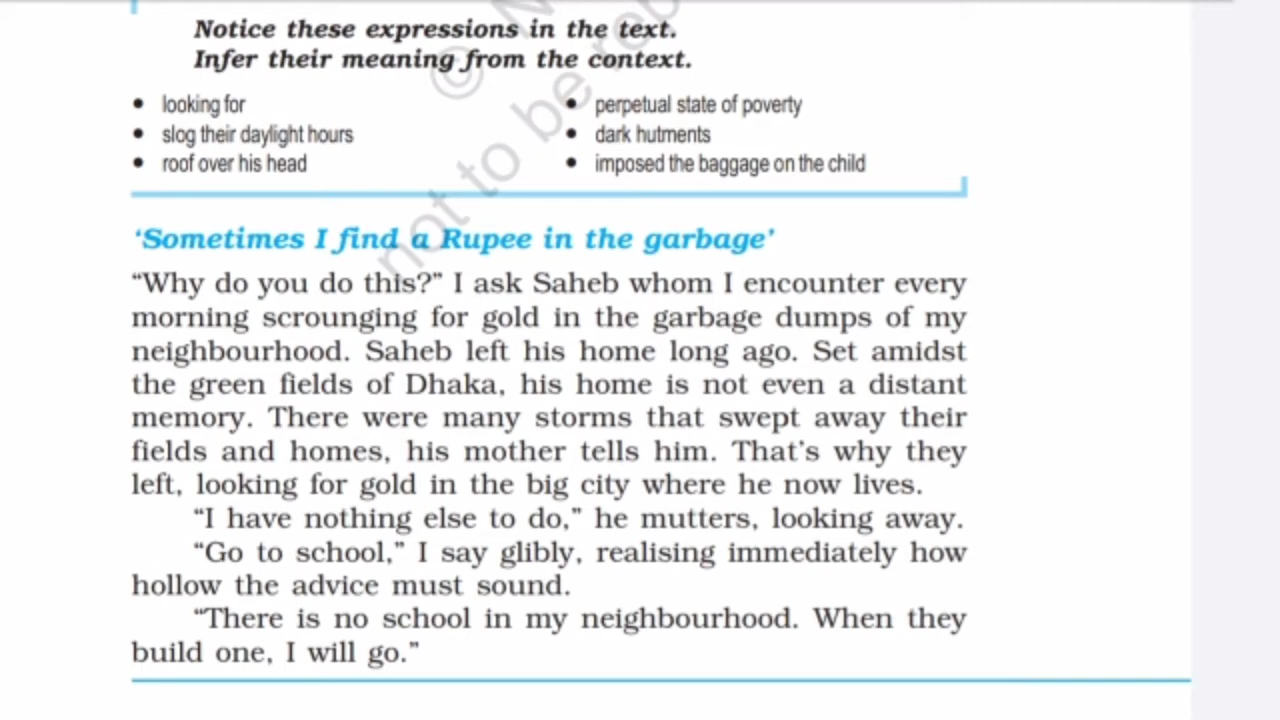 Notice these expressions in the text.
Infer their meaning from the context.
• looking for
• slog their daylight hours
• roof over his head
• perpetual state of poverty
• dark hutments
• imposed the baggage on the child
‘Sometimes I find a Rupee in the garbage’
“Why do you do this?” I ask Saheb whom I encounter every
morning scrounging for gold in the garbage dumps of my
neighbourhood. Saheb left his home long ago. Set amidst
the green fields of Dhaka, his home is not even a distant
memory. There were many storms that swept away their
fields and homes, his mother tells him. That’s why they
left, looking for gold in the big city where he now lives.
“I have nothing else to do,” he mutters, looking away.
“Go to school,” I say glibly, realising immediately how
hollow the advice must sound.
“There is no school in my neighbourhood. When they
build one, I will go.”
© N
not to be rep